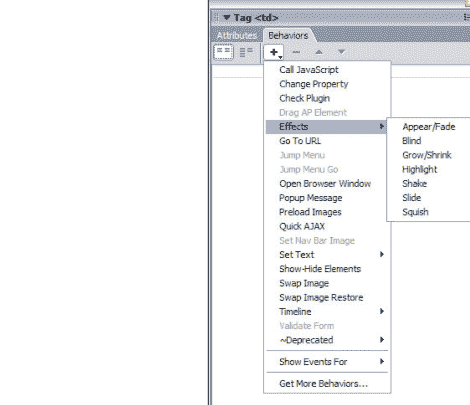 Tag <td>
Attributes Behaviors
Call JavaScript
Change Property
Check Plugin
Drag AP Element
Effects
Go To URL
Jump Menu
Jump Menu Go
Open Browser Window
Popup Message
Preload Images
Quick AJAX
Set Nav Bar Image
Set Text
Show-Hide Elements
Swap Image
Swap Image Restore
Timeline
Validate Form
~Deprecated
Show Events For
Get More Behaviors...
Appear/Fade
Blind
Grow/Shrink
Highlight
Shake
Slide
Squish